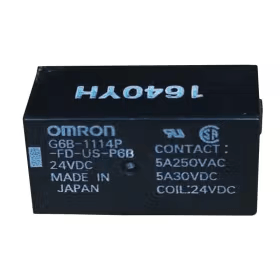 1640YH
OMRON
G6B-1114P
-FD-US-P6B
24VDC
MADE IN
JAPAN
CONTACT:
5A250VAC
5A30VDC
COIL:24VDC